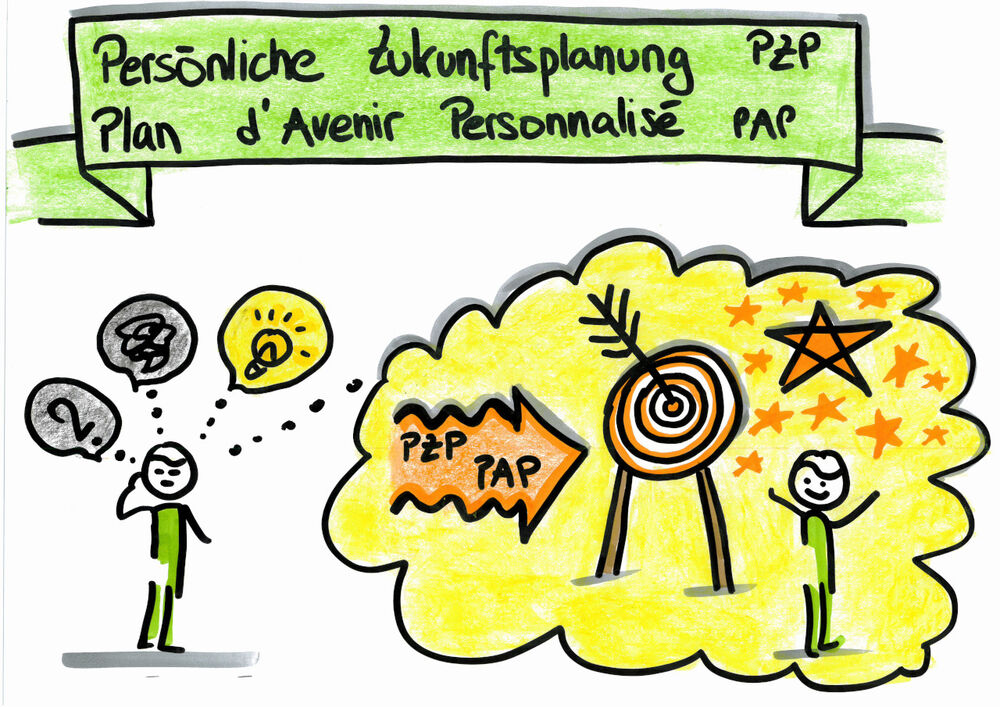 Persönliche Zukunftsplanung PZP
Plan d'Avenir Personnalisé PAP
?
PZP
PAP